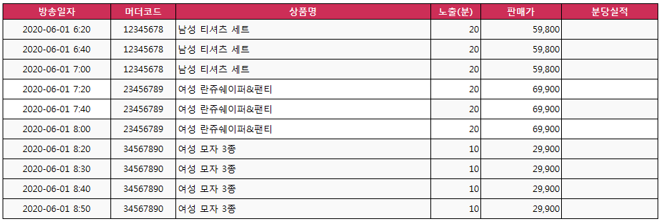 방송일자 머더코드 상품명 노출(분) 판매가 분당실적
2020-06-01 6:20 12345678 남성 티셔츠 세트 20 59,800
2020-06-01 6:40 12345678 남성 티셔츠 세트 20 59,800
2020-06-01 7:00 12345678 남성 티셔츠 세트 20 59,800
2020-06-01 7:20 23456789 여성 란쥬쉐이퍼&팬티 20 69,900
2020-06-01 7:40 23456789 여성 란쥬쉐이퍼&팬티 20 69,900
2020-06-01 8:00 23456789 여성 란쥬쉐이퍼&팬티 20 69,900
2020-06-01 8:20 34567890 여성 모자 3종 10 29,900
2020-06-01 8:30 34567890 여성 모자 3종 10 29,900
2020-06-01 8:40 34567890 여성 모자 3종 10 29,900
2020-06-01 8:50 34567890 여성 모자 3종 10 29,900